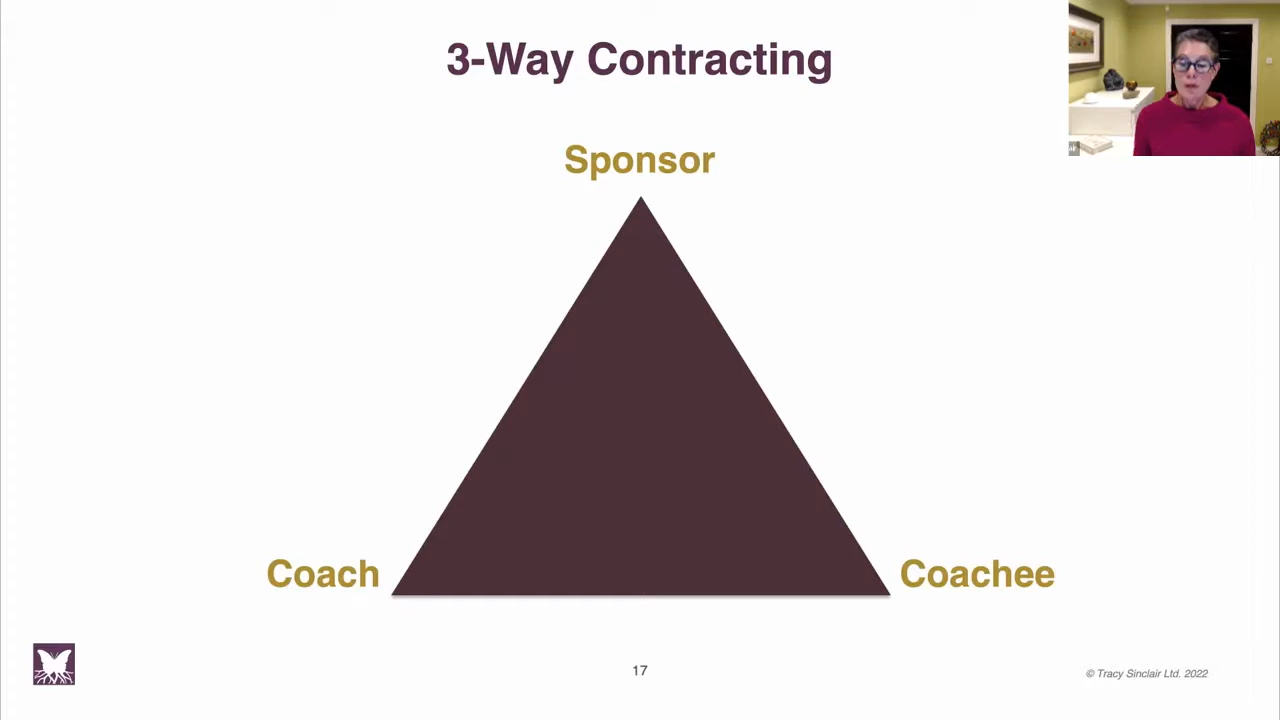 3-Way Contracting
Sponsor
Coach
Coachee
17
© Tracy Sinclair Ltd. 2022